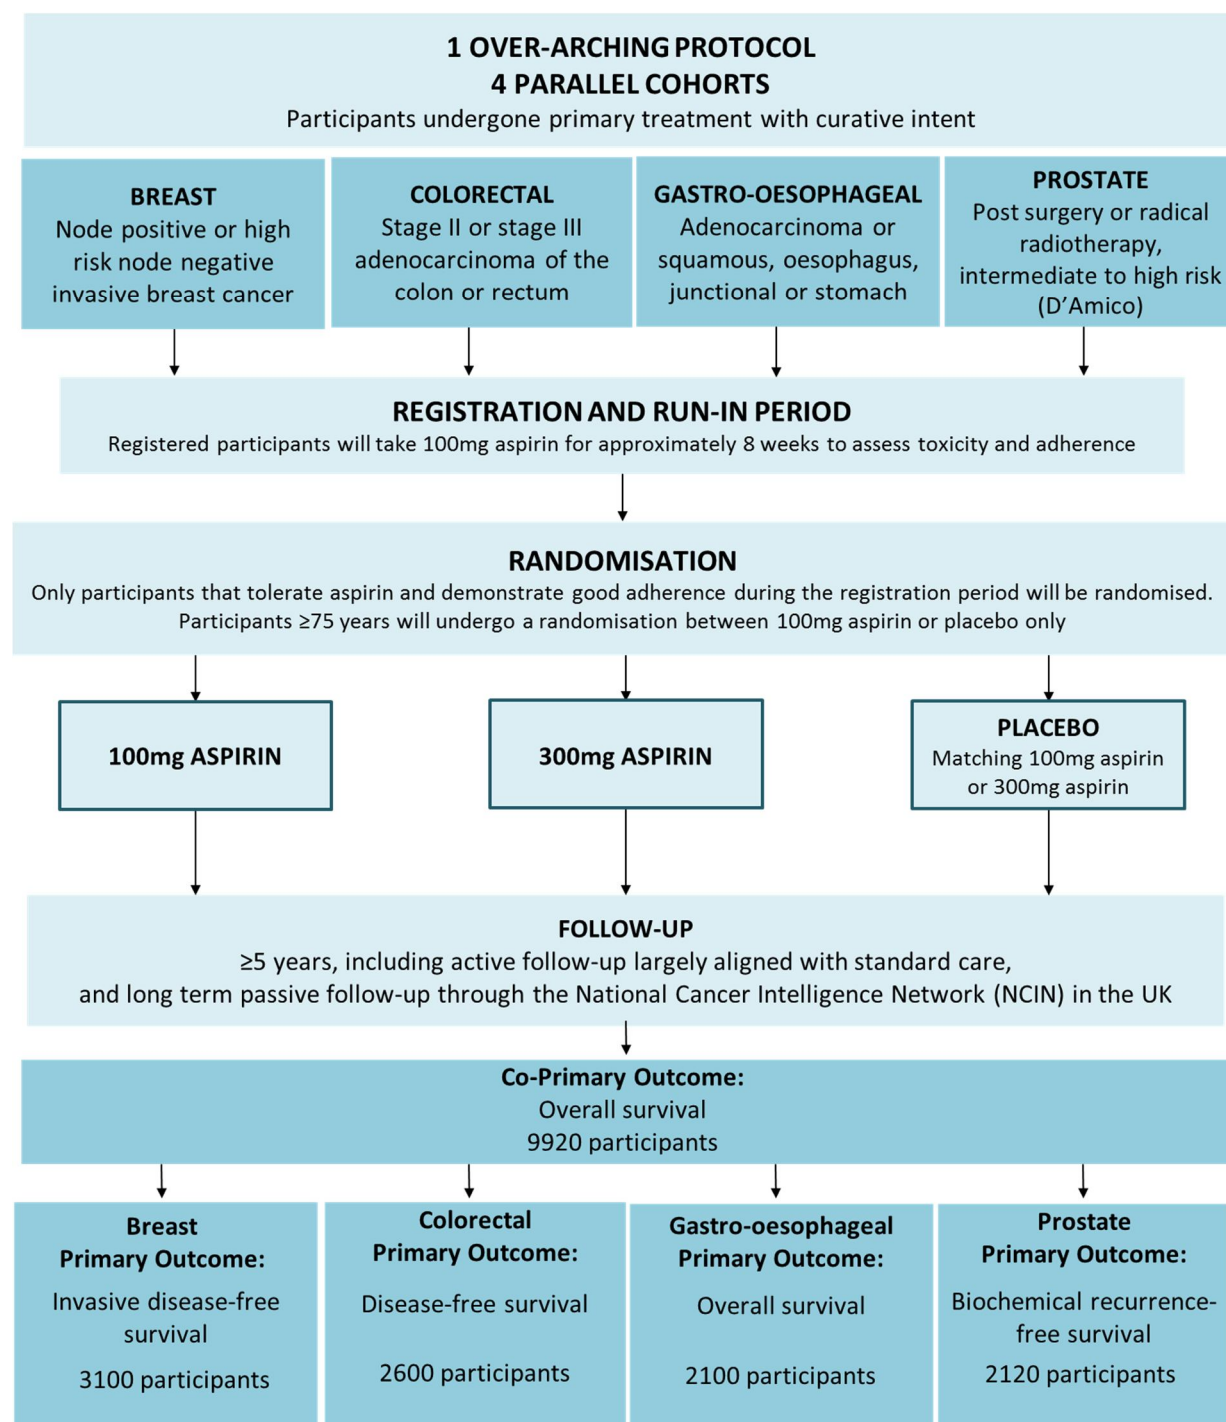 1 OVER-ARCHING PROTOCOL
4 PARALLEL COHORTS
Participants undergone primary treatment with curative intent
BREAST
Node positive or high
risk node negative
invasive breast cancer
COLORECTAL
Stage II or stage III
adenocarcinoma of the
colon or rectum
GASTRO-OESOPHAGEAL
Adenocarcinoma or
squamous, oesophagus,
junctional or stomach
PROSTATE
Post surgery or radical
radiotherapy,
intermediate to high risk
(D’Amico)
REGISTRATION AND RUN-IN PERIOD
Registered participants will take 100mg aspirin for approximately 8 weeks to assess toxicity and adherence
RANDOMISATION
Only participants that tolerate aspirin and demonstrate good adherence during the registration period will be randomised.
Participants ≥75 years will undergo a randomisation between 100mg aspirin or placebo only
100mg ASPIRIN
300mg ASPIRIN
PLACEBO
Matching 100mg aspirin
or 300mg aspirin
FOLLOW-UP
≥5 years, including active follow-up largely aligned with standard care,
and long term passive follow-up through the National Cancer Intelligence Network (NCIN) in the UK
Co-Primary Outcome:
Overall survival
9920 participants
Breast
Primary Outcome:
Invasive disease-free
survival
3100 participants
Colorectal
Primary Outcome:
Disease-free survival
2600 participants
Gastro-oesophageal
Primary Outcome:
Overall survival
2100 participants
Prostate
Primary Outcome:
Biochemical recurrence-
free survival
2120 participants